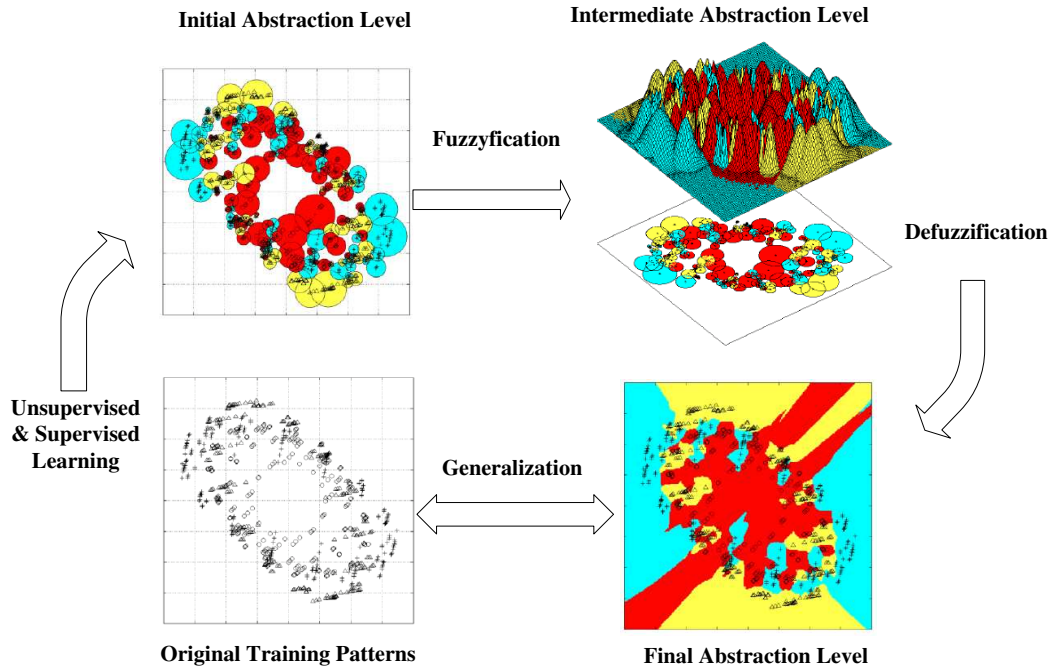 Initial Abstraction Level
Intermediate Abstraction Level
Fuzzyfication
Defuzzification
Unsupervised
& Supervised
Learning
Generalization
Original Training Patterns
Final Abstraction Level